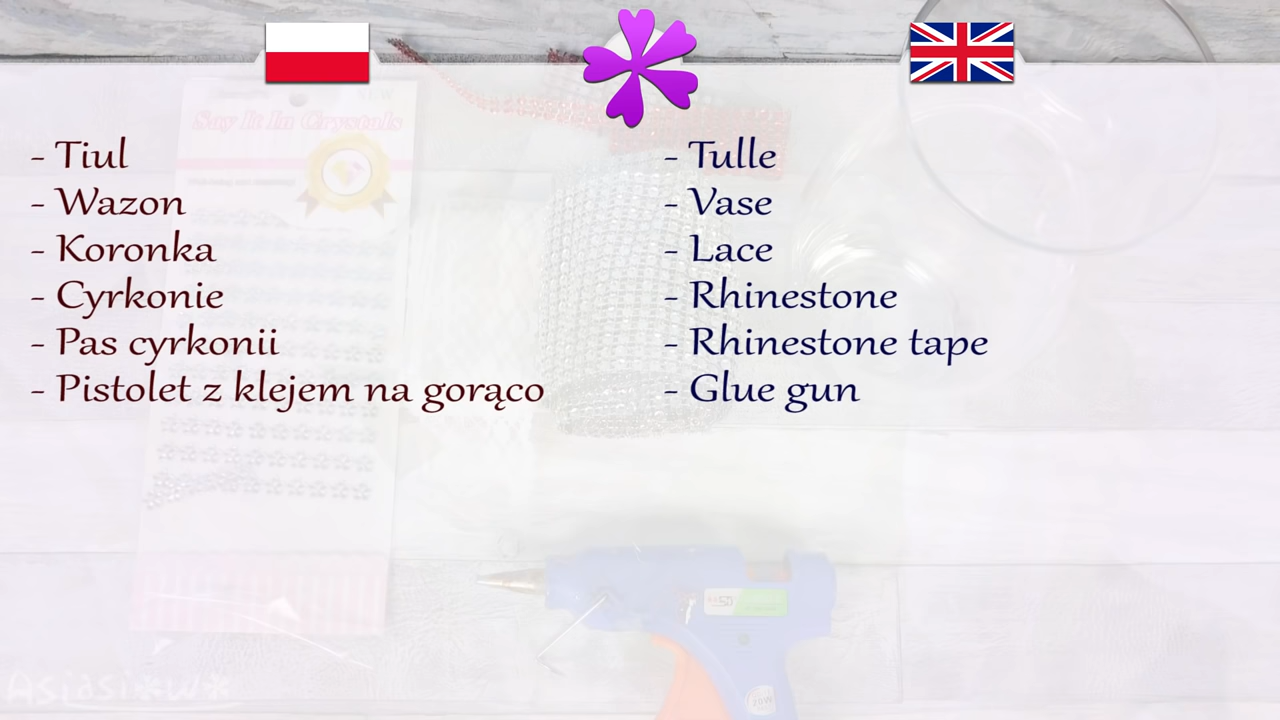 Say It In Crystals
- Tiul
- Wazon
- Koronka
- Cyrkonie
- Pas cyrkonii
- Pistolet z klejem na gorąco
- Tulle
- Vase
- Lace
- Rhinestone
- Rhinestone tape
- Glue gun
20W